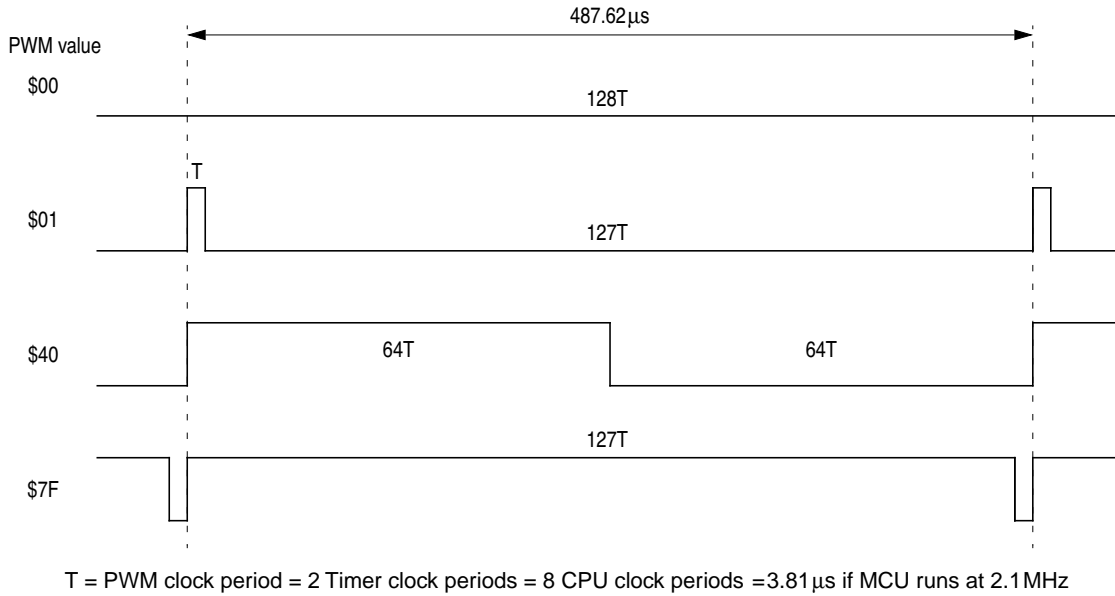 487.62µs
PWM value
$00
128T
T
$01
127T
$40
64T
64T
127T
$7F
T = PWM clock period = 2 Timer clock periods = 8 CPU clock periods =3.81µs if MCU runs at 2.1MHz